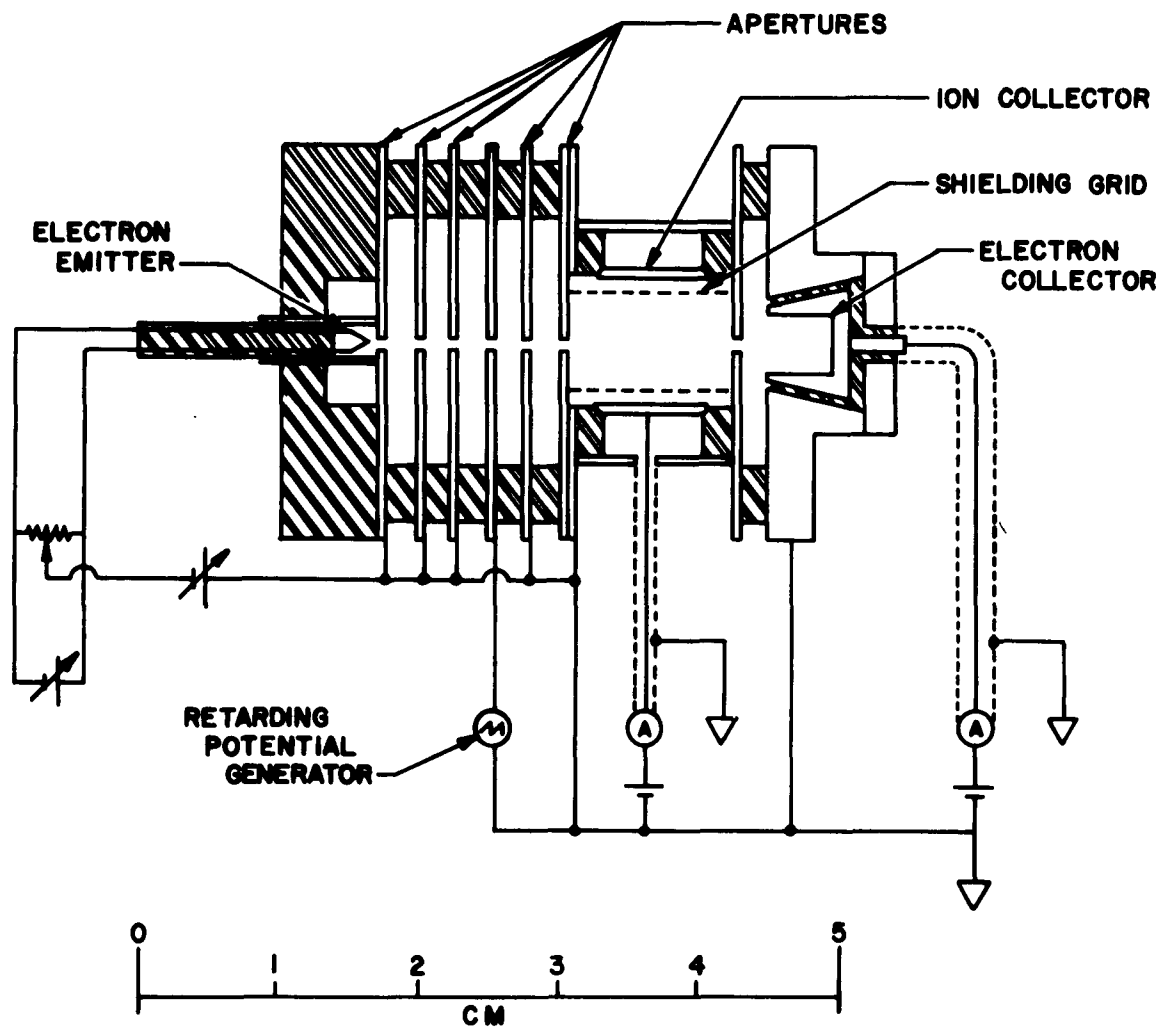 APERTURES
ION COLLECTOR
SHIELDING GRID
ELECTRON
EMITTER
ELECTRON
COLLECTOR
RETARDING
POTENTIAL
GENERATOR
A
A
0
1
2
3
4
5
CM